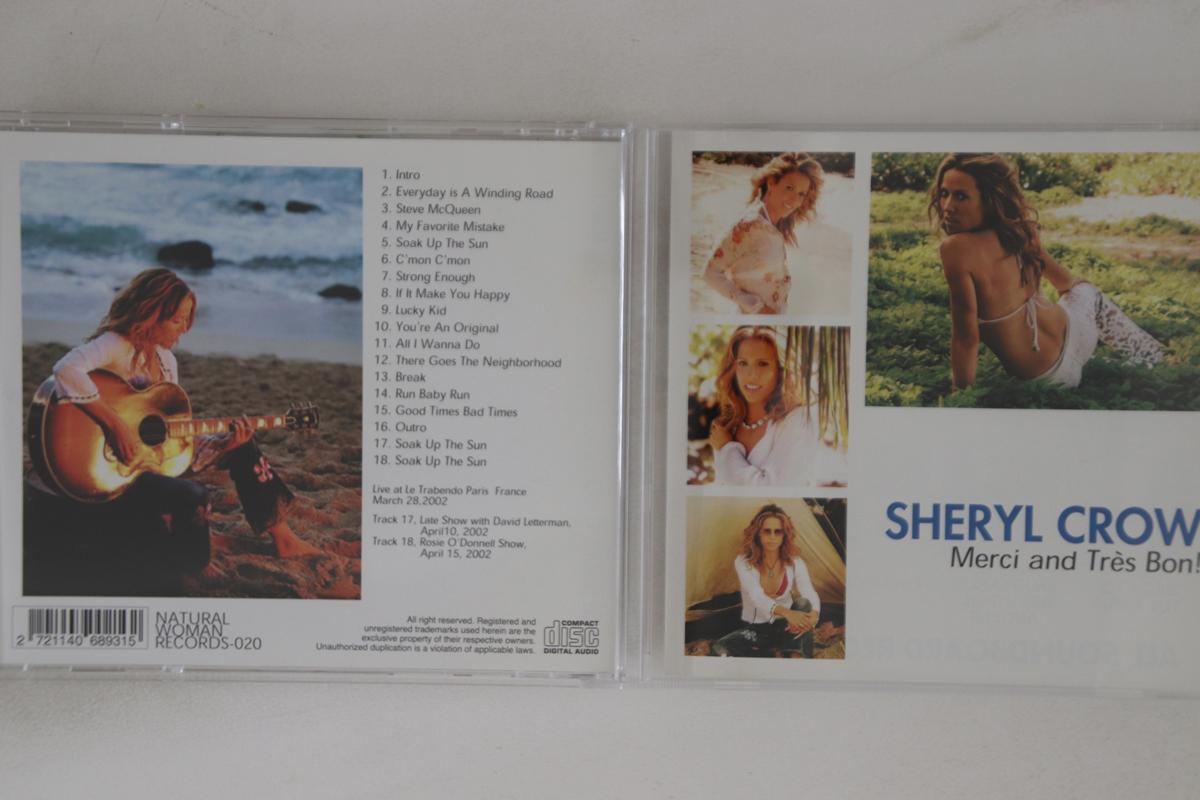 1. Intro
2. Everyday is A Winding Road
3. Steve McQueen
4. My Favorite Mistake
5. Soak Up The Sun
6. C'mon C'mon
7. Strong Enough
8. If It Make You Happy
9. Lucky Kid
10. You're An Original
11. All I Wanna Do
12. There Goes The Neighborhood
13. Break
14. Run Baby Run
15. Good Times Bad Times
16. Outro
17. Soak Up The Sun
18. Soak Up The Sun
Live at Le Trabendo Paris France
March 28,2002
Track 17, Late Show with David Letterman,
April10, 2002
Track 18, Rosie O'Donnell Show,
April 15, 2002
2 721140 689315
NATURAL
WOMAN
RECORDS-020
All right reserved. Registered and
unregistered trademarks used herein are the
exclusive property of their respective owners.
Unauthorized duplication is a violation of applicable laws.
COMPACT
disc
DIGITAL AUDIO
SHERYL CROW
Merci and Très Bon!